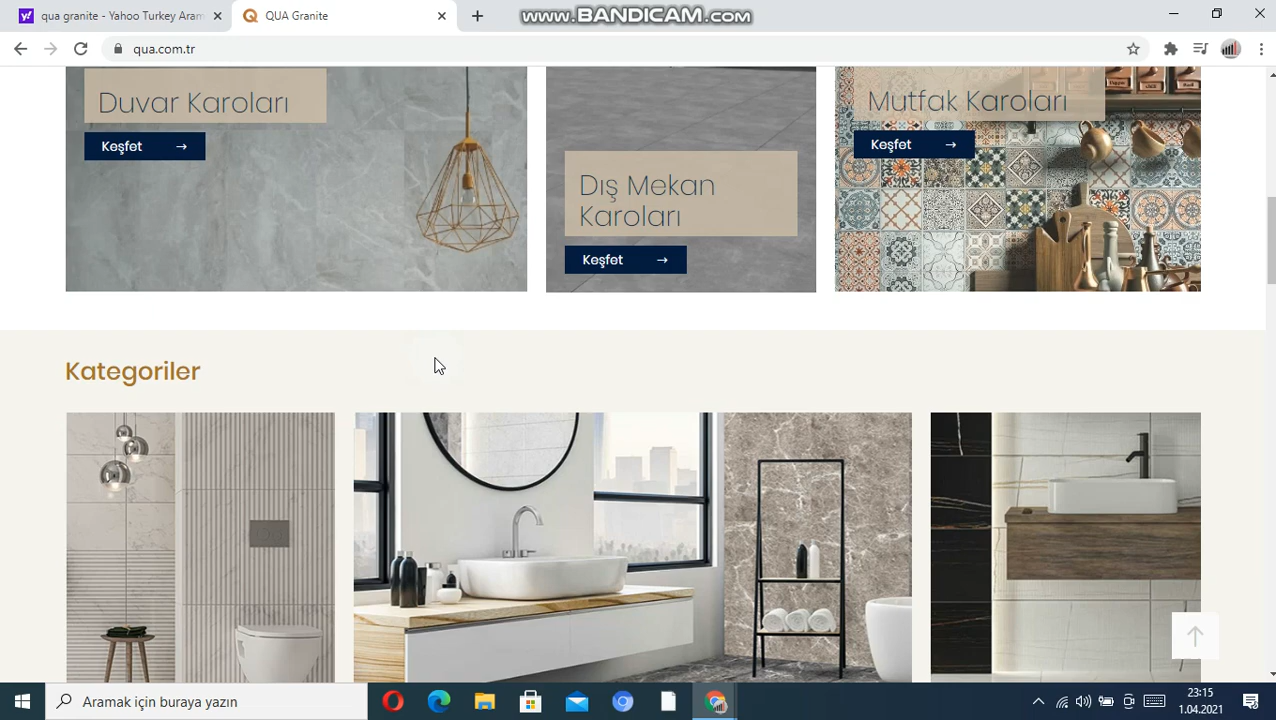 qua granite - Yahoo Turkey Aram
QUA Granite
www.BANDICAM.com
qua.com.tr
Duvar Karoları
Keşfet →
Dış Mekan
Karoları
Keşfet →
Mutfak Karoları
Keşfet →
Kategoriler
Aramak için buraya yazın
23:15
1.04.2021